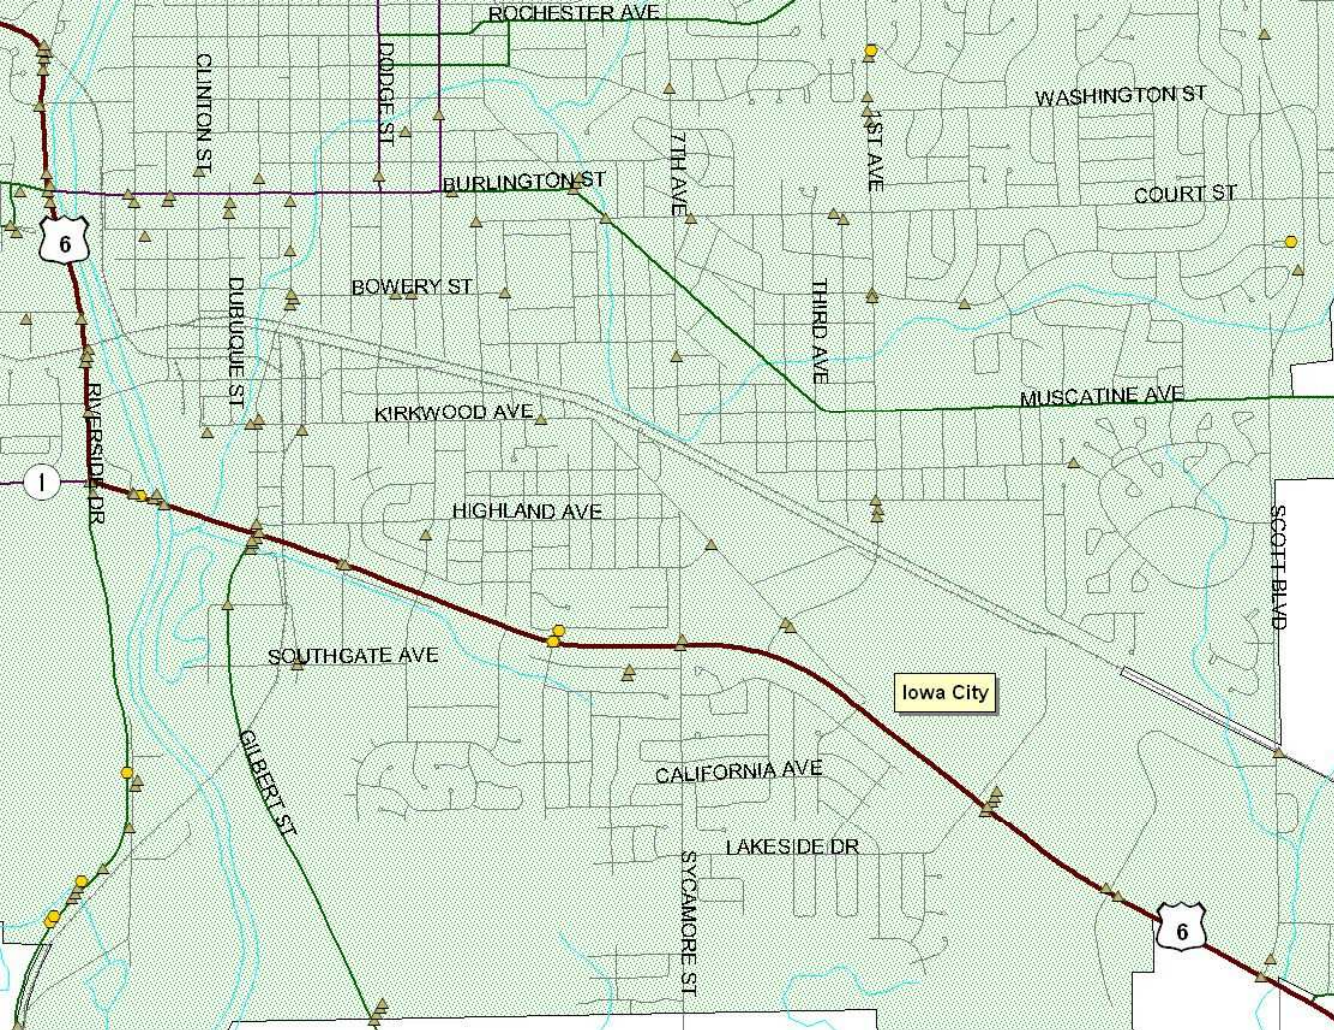 ROCHESTER AVE
CLINTON ST
DODGE ST
WASHINGTON ST
7TH AVE
1ST AVE
BURLINGTON ST
COURT ST
6
DUBUQUE ST
BOWERY ST
THIRD AVE
RIVERSIDE DR
KIRKWOOD AVE
MUSCATINE AVE
1
HIGHLAND AVE
SCOTT BLVD
SOUTHGATE AVE
Iowa City
GILBERT ST
CALIFORNIA AVE
LAKESIDE DR
SYCAMORE ST
6